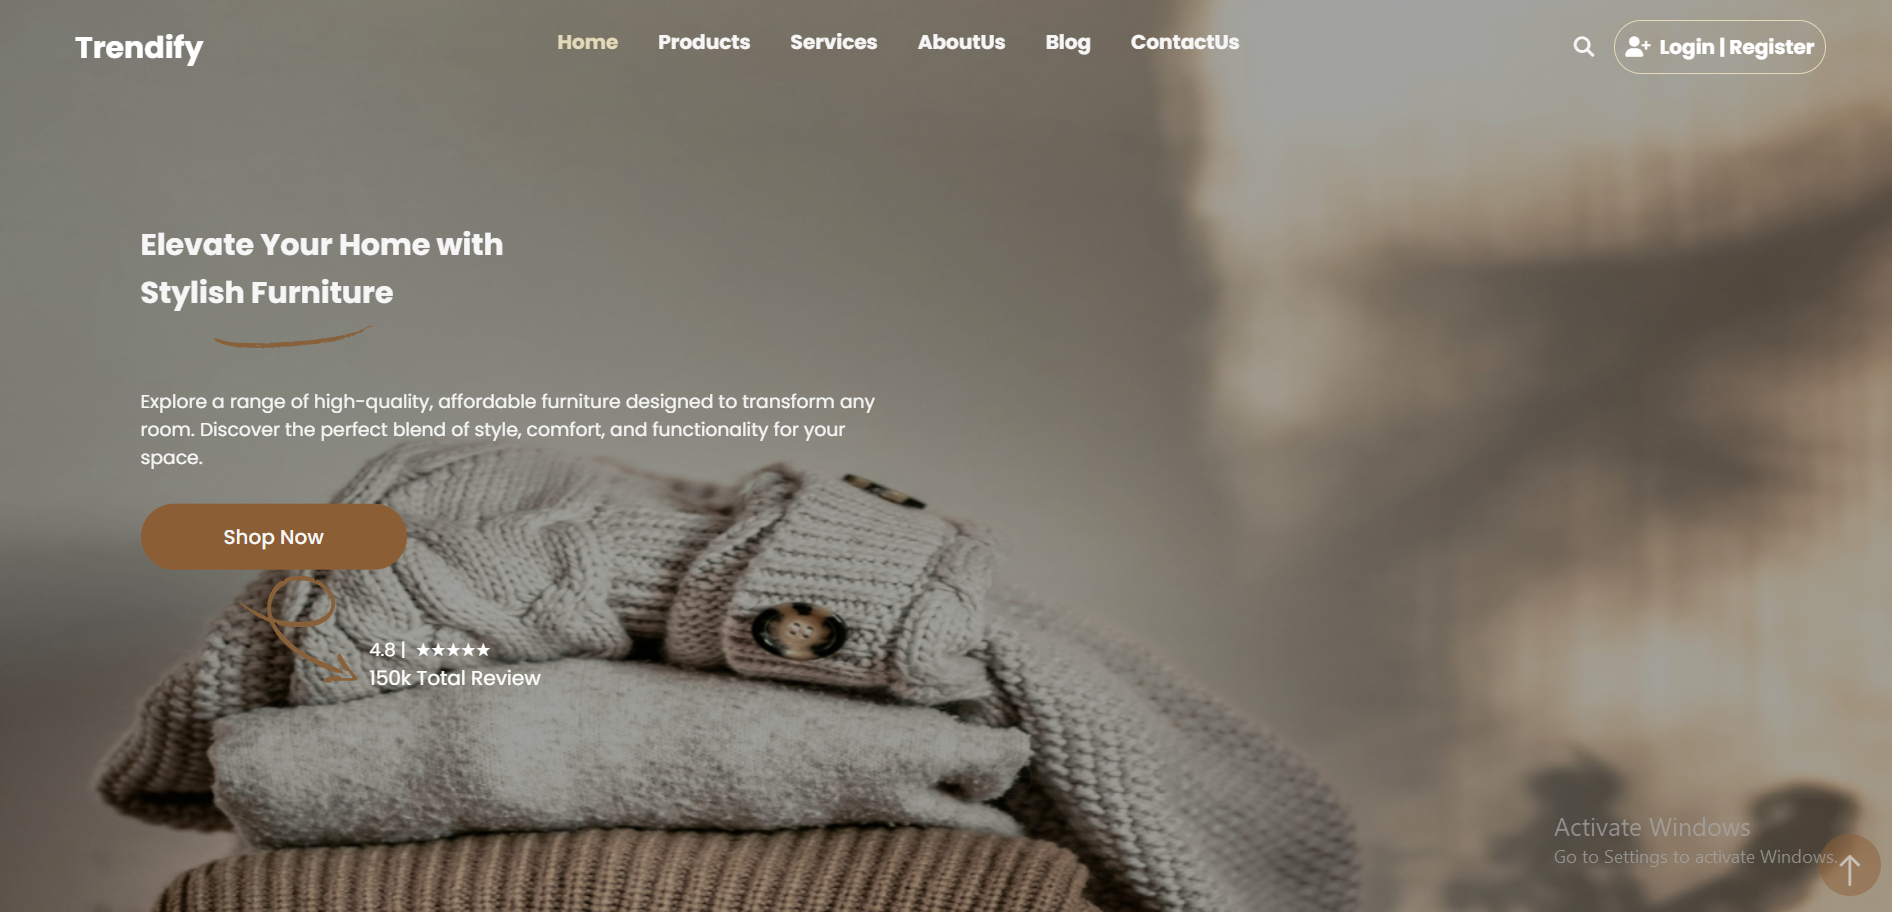 Trendify
Home Products Services AboutUs Blog ContactUs
Login | Register
Elevate Your Home with
Stylish Furniture
Explore a range of high-quality, affordable furniture designed to transform any
room. Discover the perfect blend of style, comfort, and functionality for your
space.
Shop Now
4.8 | ★★★★★
150k Total Review
Activate Windows
Go to Settings to activate Windows.